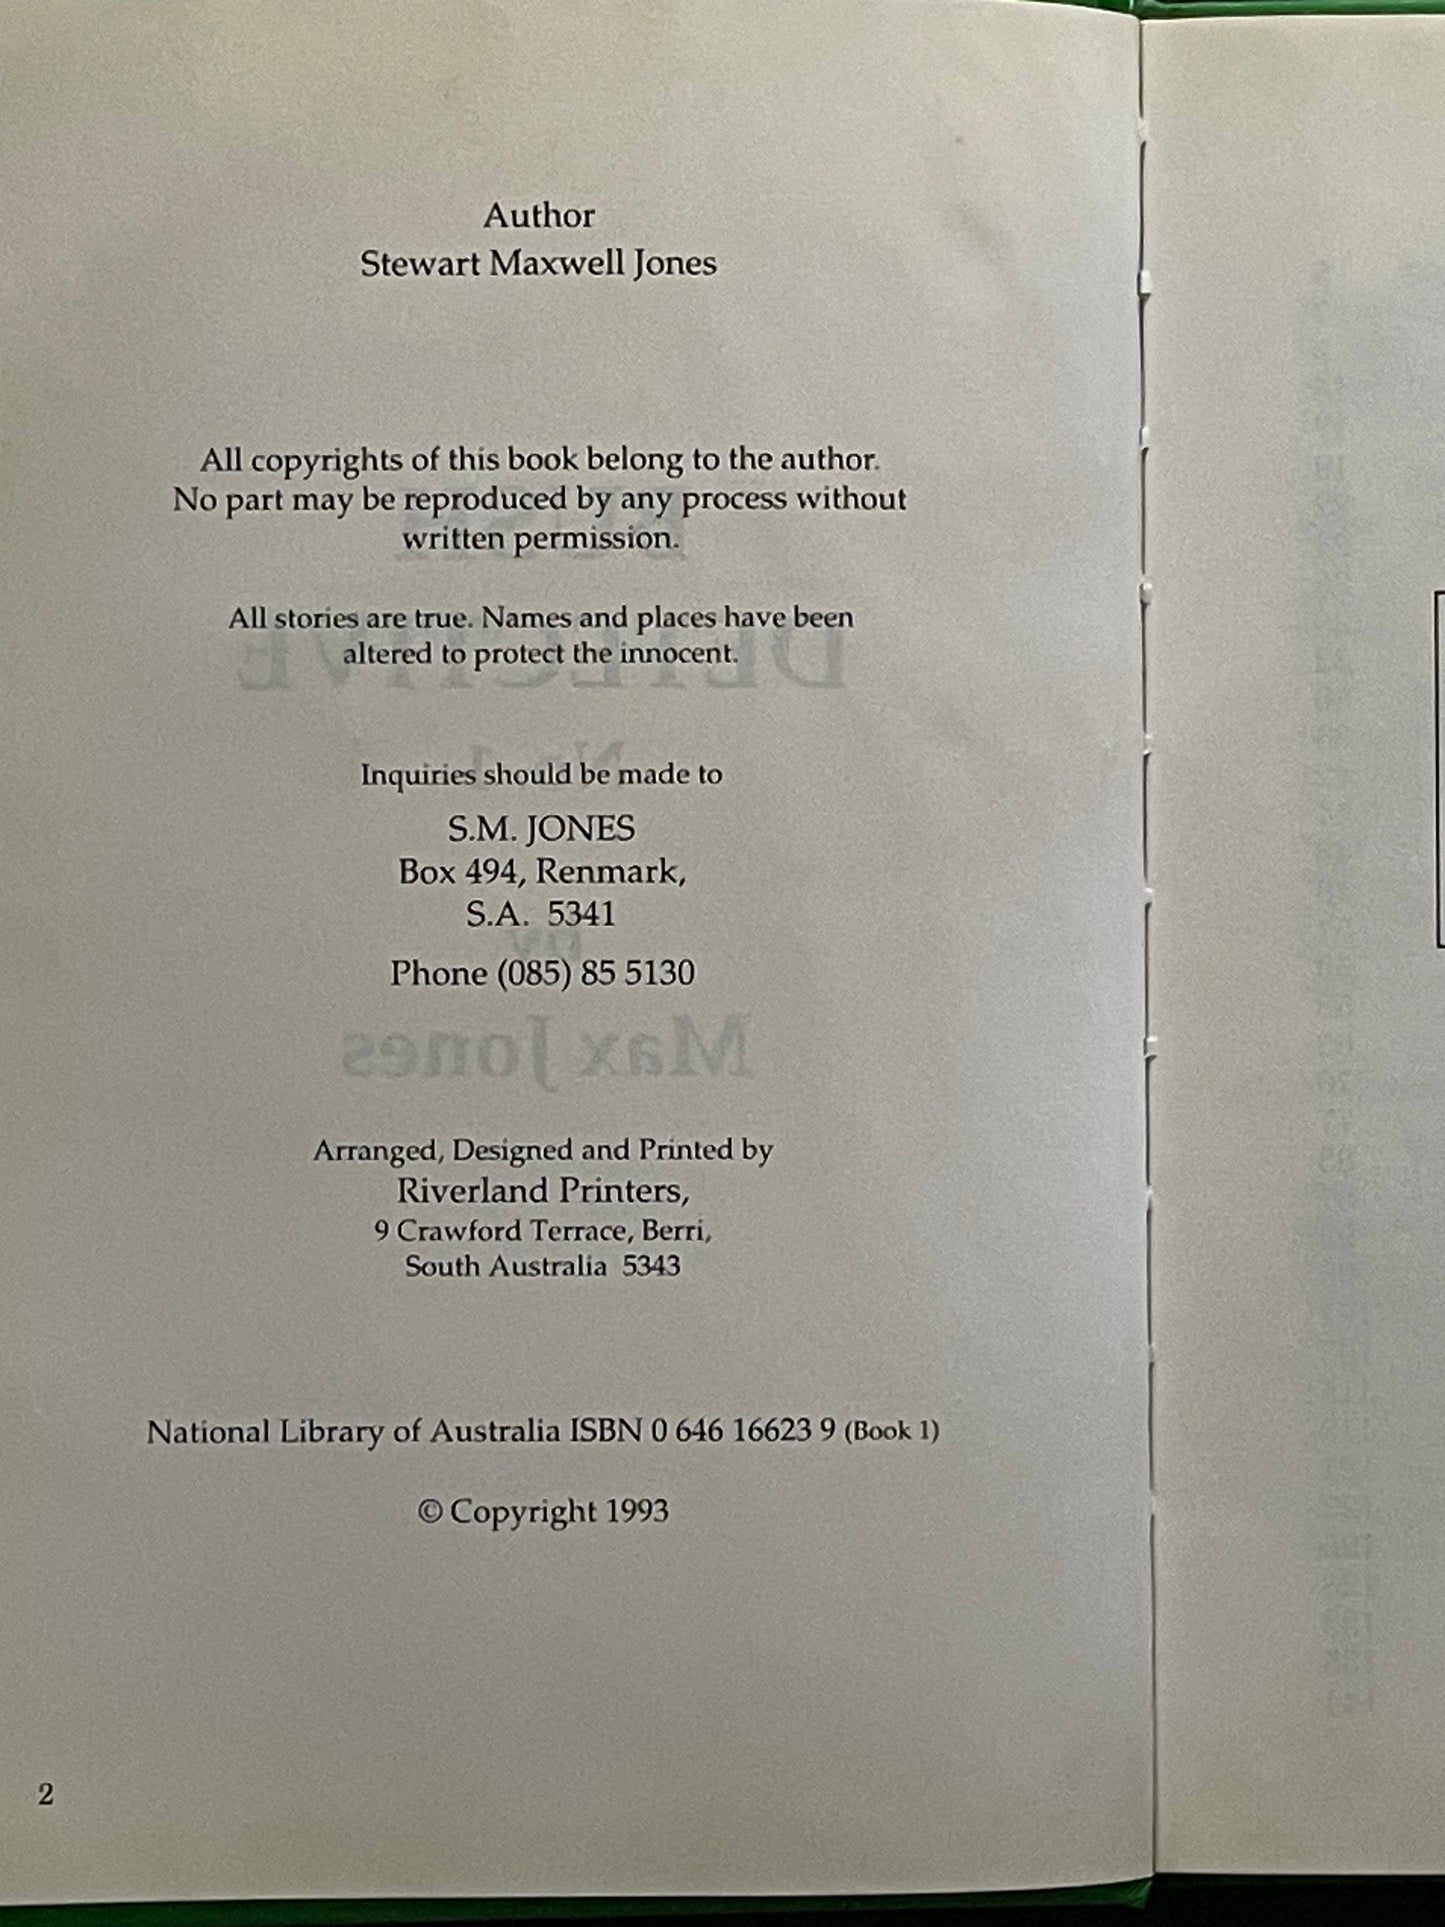 Author
Stewart Maxwell Jones
All copyrights of this book belong to the author.
No part may be reproduced by any process without
written permission.
All stories are true. Names and places have been
altered to protect the innocent.
Inquiries should be made to
S.M. JONES
Box 494, Renmark,
S.A. 5341
Phone (085) 85 5130
Max Jones
Arranged, Designed and Printed by
Riverland Printers,
9 Crawford Terrace, Berri,
South Australia 5343
National Library of Australia ISBN 0 646 16623 9 (Book 1)
© Copyright 1993
2